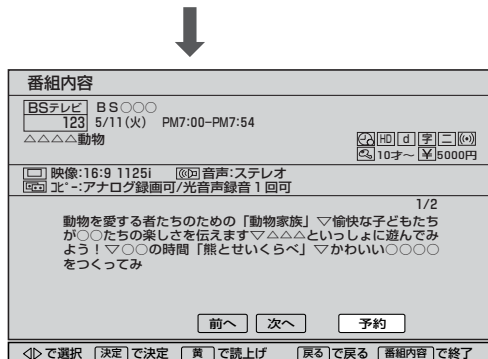 番組内容
BSテレビ BS○○○
123 5/11(火) PM7:00-PM7:54
△△△△動物
HD d 字 二
10才～ ¥5000円
映像:16:9 1125i 音声:ステレオ
コピー:アナログ録画可/光音声録音1回可
1/2
動物を愛する者たちのための「動物家族」▽愉快な子どもたち
が○○たちの楽しさを伝えます▽△△△といっしょに遊んでみ
よう!▽○○の時間「熊とせいくらべ」▽かわいい○○○○
をつくってみ
前へ 次へ 予約
で選択 決定 で決定 黄 で読上げ 戻る で戻る 番組内容 で終了